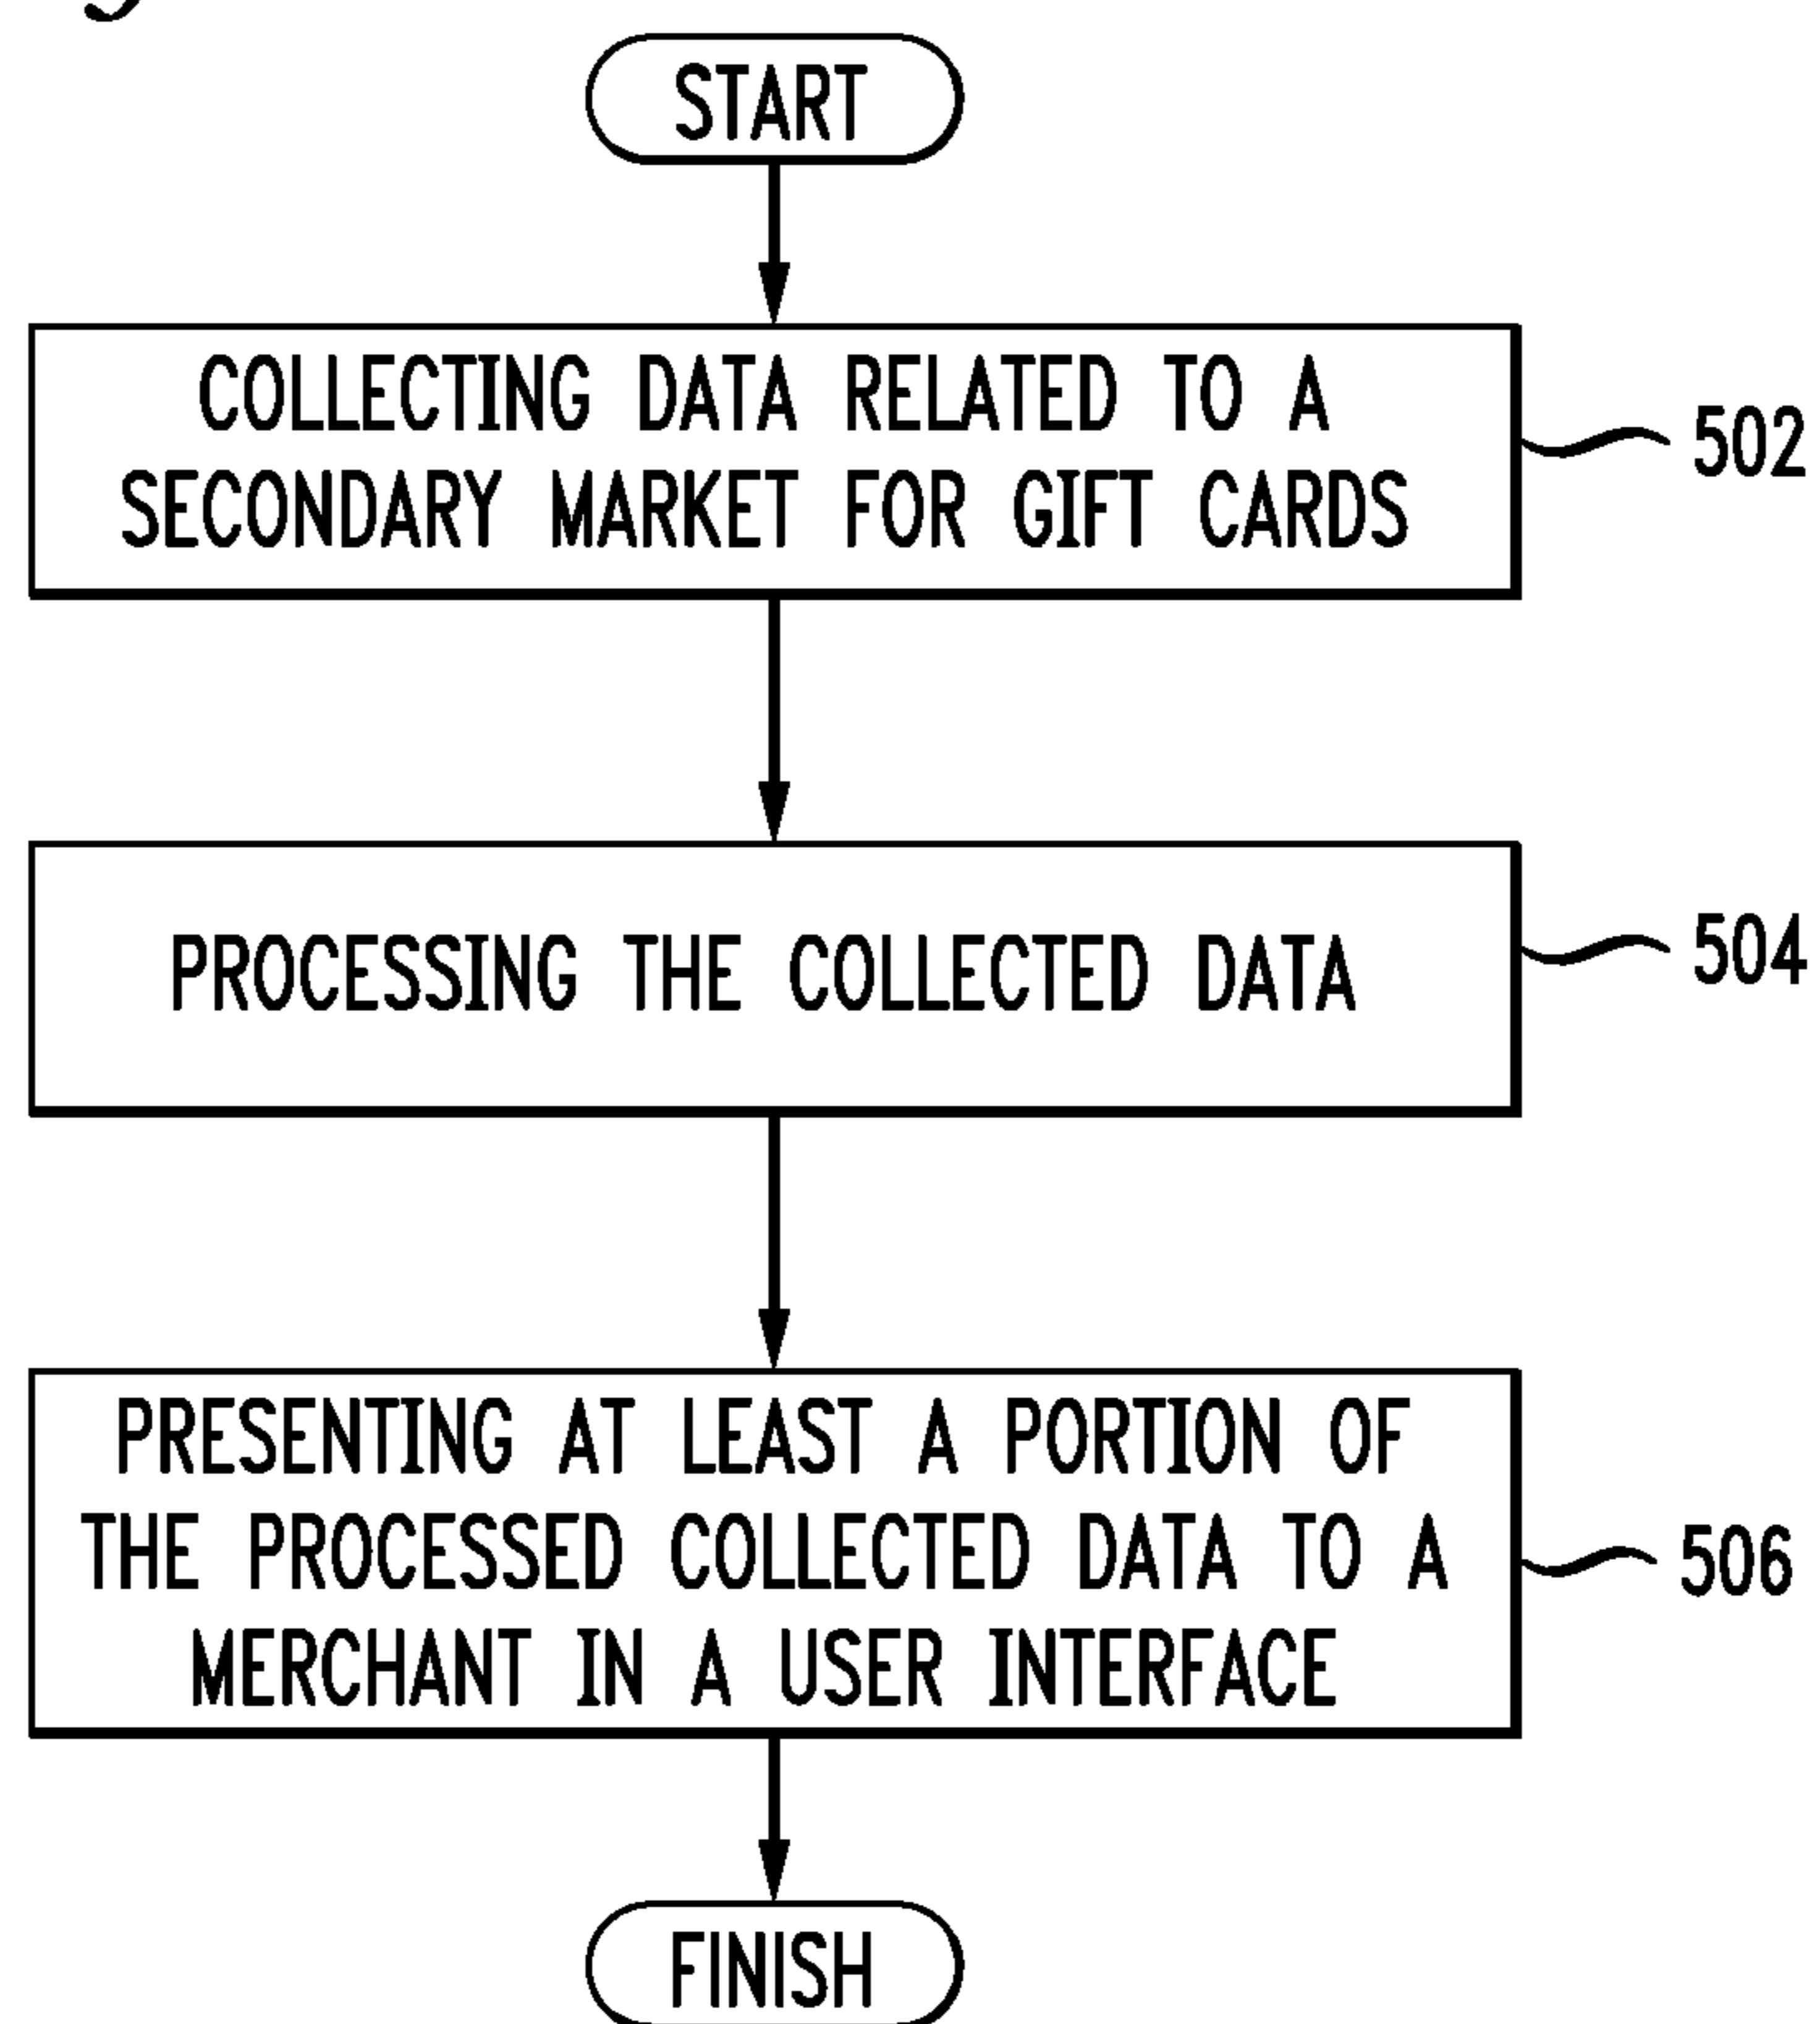 START
COLLECTING DATA RELATED TO A
SECONDARY MARKET FOR GIFT CARDS
502
PROCESSING THE COLLECTED DATA
504
PRESENTING AT LEAST A PORTION OF
THE PROCESSED COLLECTED DATA TO A
MERCHANT IN A USER INTERFACE
506
FINISH